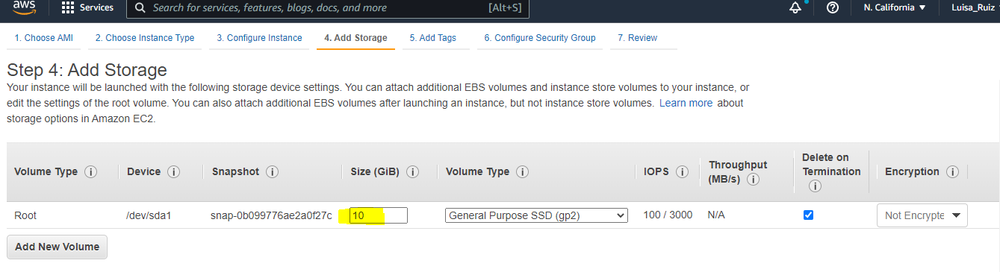 aws
Services
Search for services, features, blogs, docs, and more
[Alt+S]
N. California
Luisa_Ruiz
1. Choose AMI
2. Choose Instance Type
3. Configure Instance
4. Add Storage
5. Add Tags
6. Configure Security Group
7. Review
Step 4: Add Storage
Your instance will be launched with the following storage device settings. You can attach additional EBS volumes and instance store volumes to your instance, or
edit the settings of the root volume. You can also attach additional EBS volumes after launching an instance, but not instance store volumes. Learn more about
storage options in Amazon EC2.
Volume Type
Device
Snapshot
Size (GiB)
Volume Type
IOPS
Throughput
(MB/s)
Delete on
Termination
Encryption
Root
/dev/sda1
snap-0b099776ae2a0f27c
10
General Purpose SSD (gp2)
100 / 3000
N/A
Not Encrypte
Add New Volume